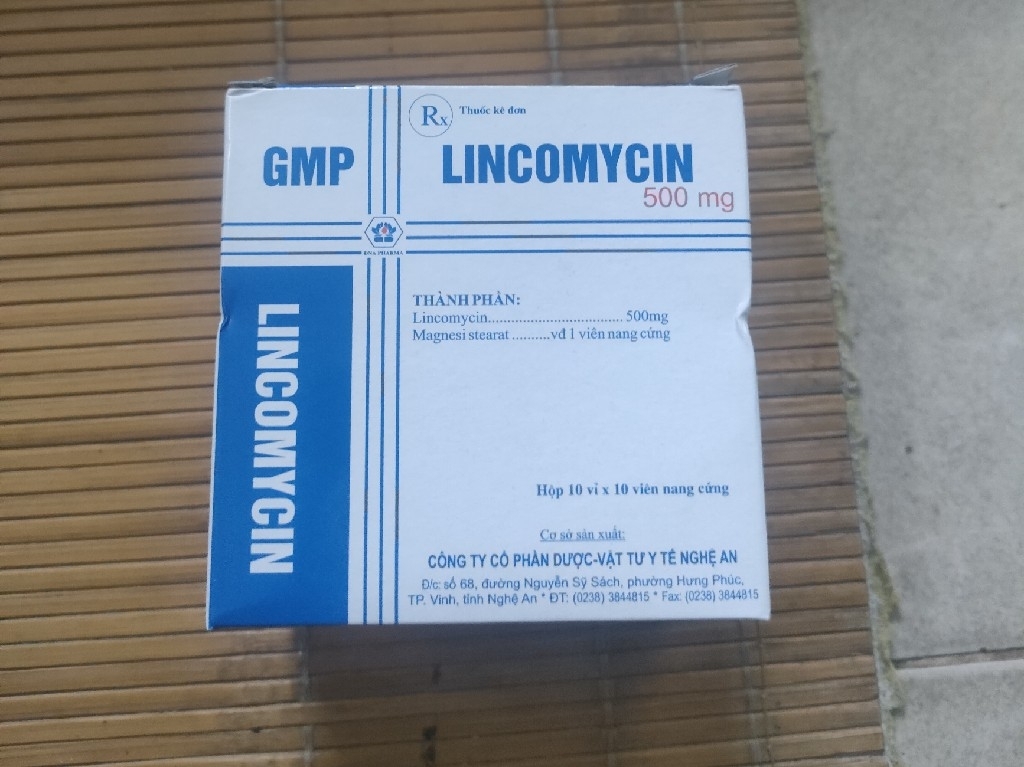 Rx Thuốc kê đơn
GMP
LINCOMYCIN
500 mg
DNA PHARMA
LINCOMYCIN
THÀNH PHẦN:
Lincomycin.................................... 500mg
Magnesi stearat ..........vđ 1 viên nang cứng
Hộp 10 vỉ x 10 viên nang cứng
Cơ sở sản xuất:
CÔNG TY CỔ PHẦN DƯỢC-VẬT TƯ Y TẾ NGHỆ AN
Đ/c: số 68, đường Nguyễn Sỹ Sách, phường Hưng Phúc,
TP. Vinh, tỉnh Nghệ An * ĐT: (0238) 3844815 * Fax: (0238) 3844815